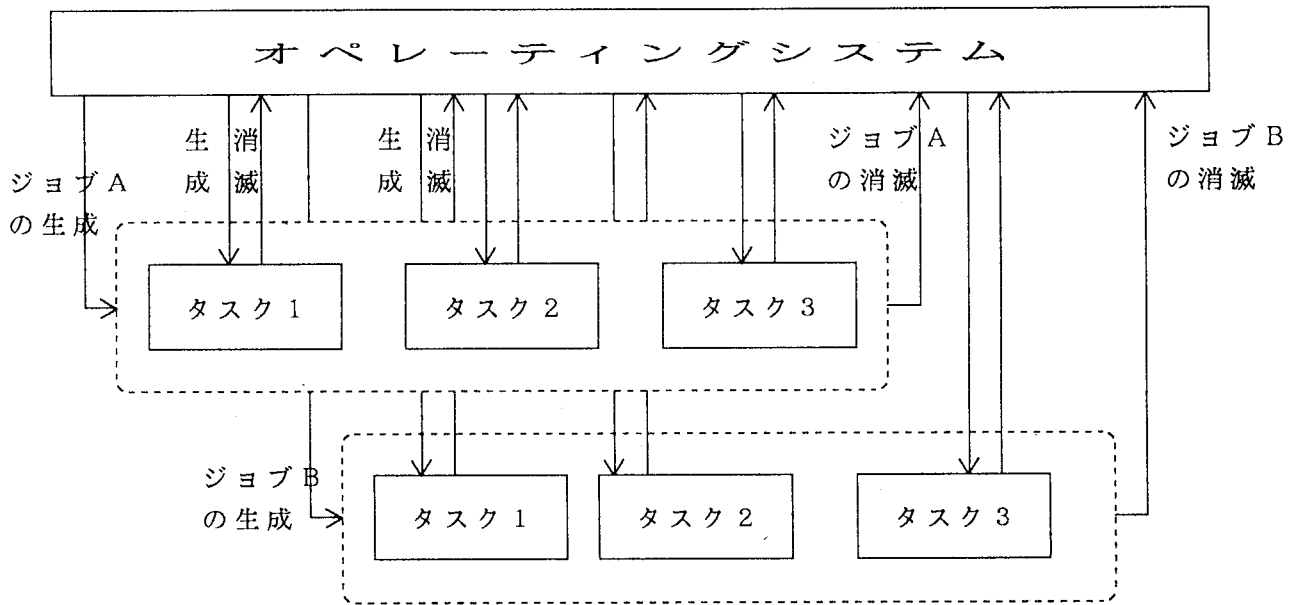 オペレーティングシステム
ジョブA
の生成
生成
消滅
生成
消滅
ジョブA
の消滅
ジョブB
の消滅
タスク1
タスク2
タスク3
ジョブB
の生成
タスク1
タスク2
タスク3